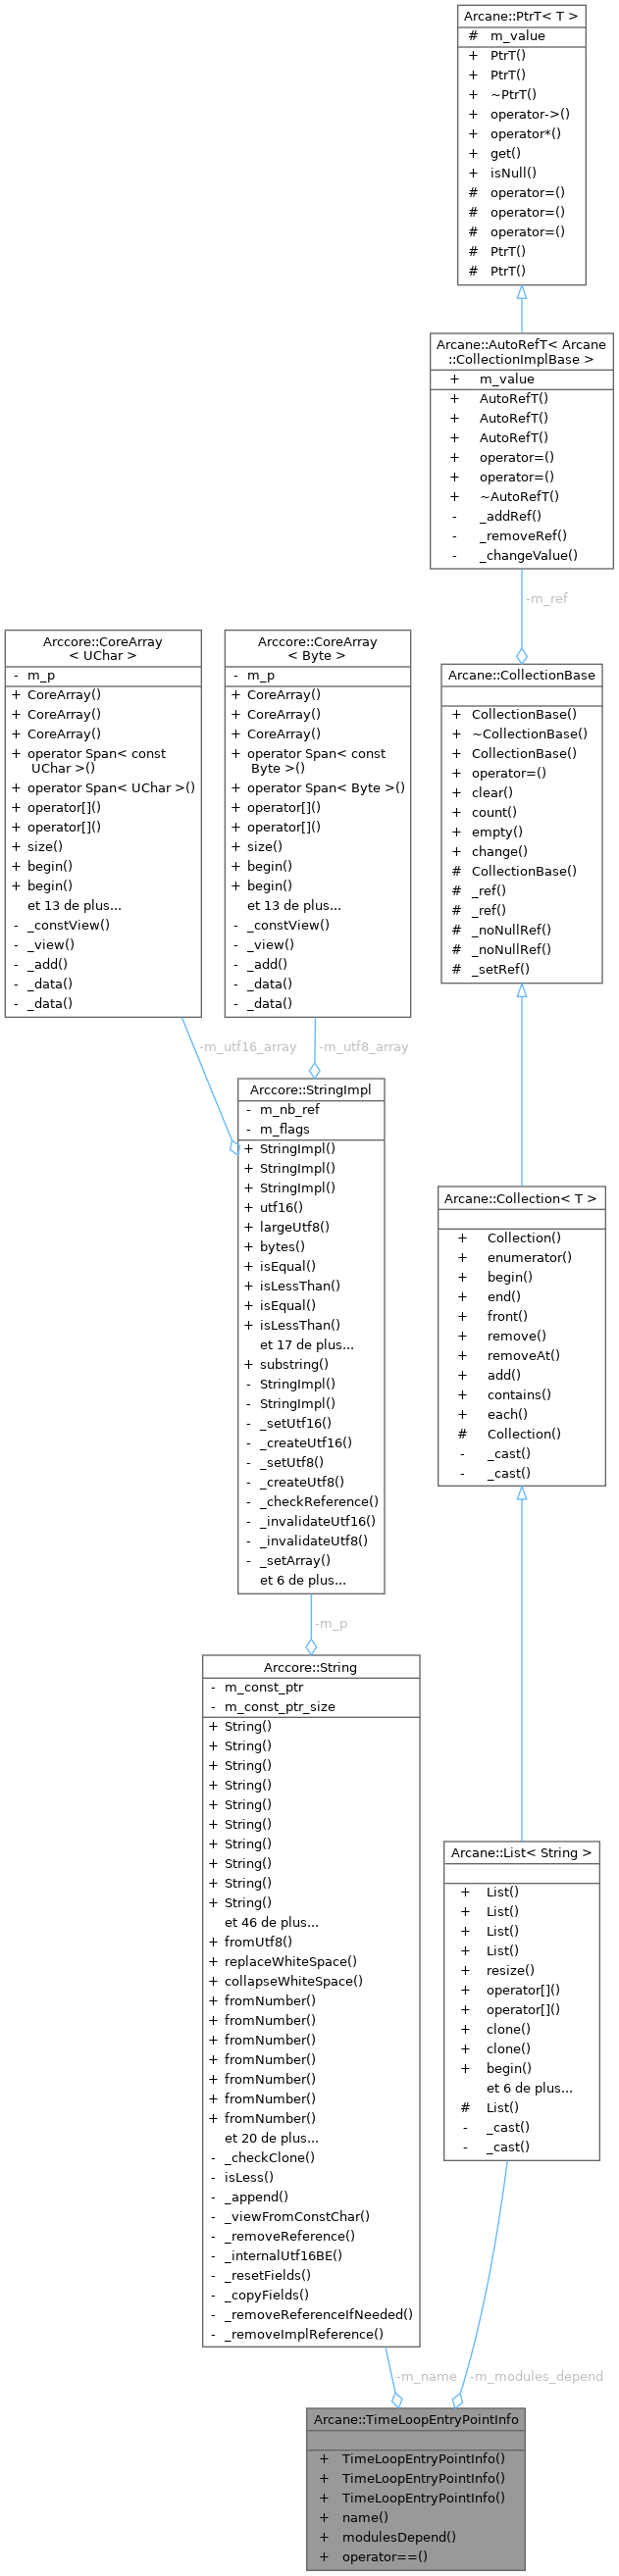 Arcane::PtrT< T >
# m_value
+ PtrT()
+ PtrT()
+ ~PtrT()
+ operator->()
+ operator*()
+ get()
+ isNull()
# operator=()
# operator=()
# operator=()
# PtrT()
# PtrT()
Arcane::AutoRefT< Arcane
::CollectionImplBase >
+ m_value
+ AutoRefT()
+ AutoRefT()
+ AutoRefT()
+ operator=()
+ operator=()
+ ~AutoRefT()
- _addRef()
- _removeRef()
- _changeValue()
-m_ref
Arccore::CoreArray
< UChar >
- m_p
+ CoreArray()
+ CoreArray()
+ CoreArray()
+ operator Span< const
UChar >()
+ operator Span< UChar >()
+ operator[]()
+ operator[]()
+ size()
+ begin()
+ begin()
et 13 de plus...
- _constView()
- _view()
- _add()
- _data()
- _data()
Arccore::CoreArray
< Byte >
- m_p
+ CoreArray()
+ CoreArray()
+ CoreArray()
+ operator Span< const
Byte >()
+ operator Span< Byte >()
+ operator[]()
+ operator[]()
+ size()
+ begin()
+ begin()
et 13 de plus...
- _constView()
- _view()
- _add()
- _data()
- _data()
Arcane::CollectionBase
+ CollectionBase()
+ ~CollectionBase()
+ CollectionBase()
+ operator=()
+ clear()
+ count()
+ empty()
+ change()
# CollectionBase()
# _ref()
# _ref()
# _noNullRef()
# _noNullRef()
# _setRef()
-m_utf16_array
-m_utf8_array
Arccore::StringImpl
- m_nb_ref
- m_flags
+ StringImpl()
+ StringImpl()
+ StringImpl()
+ utf16()
+ largeUtf8()
+ bytes()
+ isEqual()
+ isLessThan()
+ isEqual()
+ isLessThan()
et 17 de plus...
+ substring()
- StringImpl()
- StringImpl()
- _setUtf16()
- _createUtf16()
- _setUtf8()
- _createUtf8()
- _checkReference()
- _invalidateUtf16()
- _invalidateUtf8()
- _setArray()
et 6 de plus...
Arcane::Collection< T >
+ Collection()
+ enumerator()
+ begin()
+ end()
+ front()
+ remove()
+ removeAt()
+ add()
+ contains()
+ each()
# Collection()
- _cast()
- _cast()
-m_p
Arccore::String
- m_const_ptr
- m_const_ptr_size
+ String()
+ String()
+ String()
+ String()
+ String()
+ String()
+ String()
+ String()
+ String()
+ String()
et 46 de plus...
+ fromUtf8()
+ replaceWhiteSpace()
+ collapseWhiteSpace()
+ fromNumber()
+ fromNumber()
+ fromNumber()
+ fromNumber()
+ fromNumber()
+ fromNumber()
+ fromNumber()
et 20 de plus...
- _checkClone()
- isLess()
- _append()
- _viewFromConstChar()
- _removeReference()
- _internalUtf16BE()
- _resetFields()
- _copyFields()
- _removeReferenceIfNeeded()
- _removeImplReference()
Arcane::List< String >
+ List()
+ List()
+ List()
+ List()
+ resize()
+ operator[]()
+ operator[]()
+ clone()
+ clone()
+ begin()
et 6 de plus...
# List()
- _cast()
- _cast()
-m_name
-m_modules_depend
Arcane::TimeLoopEntryPointInfo
+ TimeLoopEntryPointInfo()
+ TimeLoopEntryPointInfo()
+ TimeLoopEntryPointInfo()
+ name()
+ modulesDepend()
+ operator==()